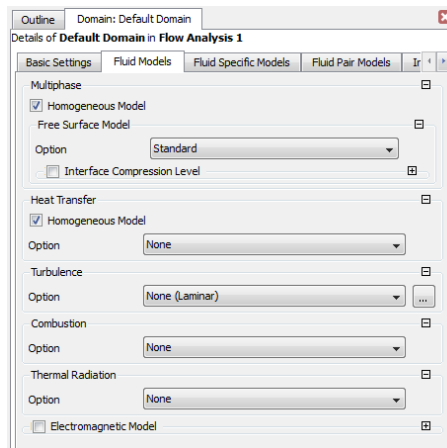 Outline Domain: Default Domain
Details of Default Domain in Flow Analysis 1
Basic Settings Fluid Models Fluid Specific Models Fluid Pair Models
Multiphase
Homogeneous Model
Free Surface Model
Option Standard
Interface Compression Level
Heat Transfer
Homogeneous Model
Option None
Turbulence
Option None (Laminar) ...
Combustion
Option None
Thermal Radiation
Option None
Electromagnetic Model